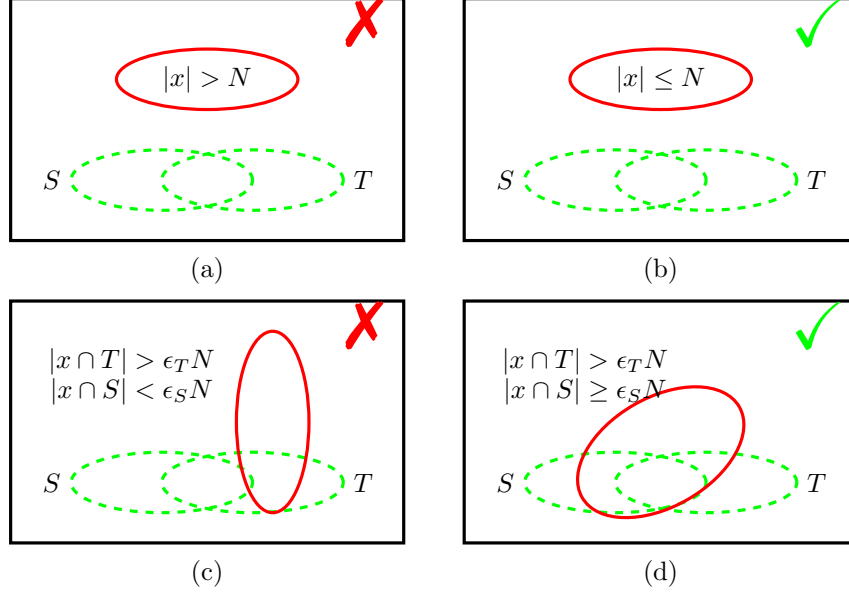 |x| > N
S
T
(a)
|x| ≤ N
S
T
(b)
|x ∩ T| > ϵ_T N
|x ∩ S| < ϵ_S N
S
T
(c)
|x ∩ T| > ϵ_T N
|x ∩ S| ≥ ϵ_S N
S
T
(d)